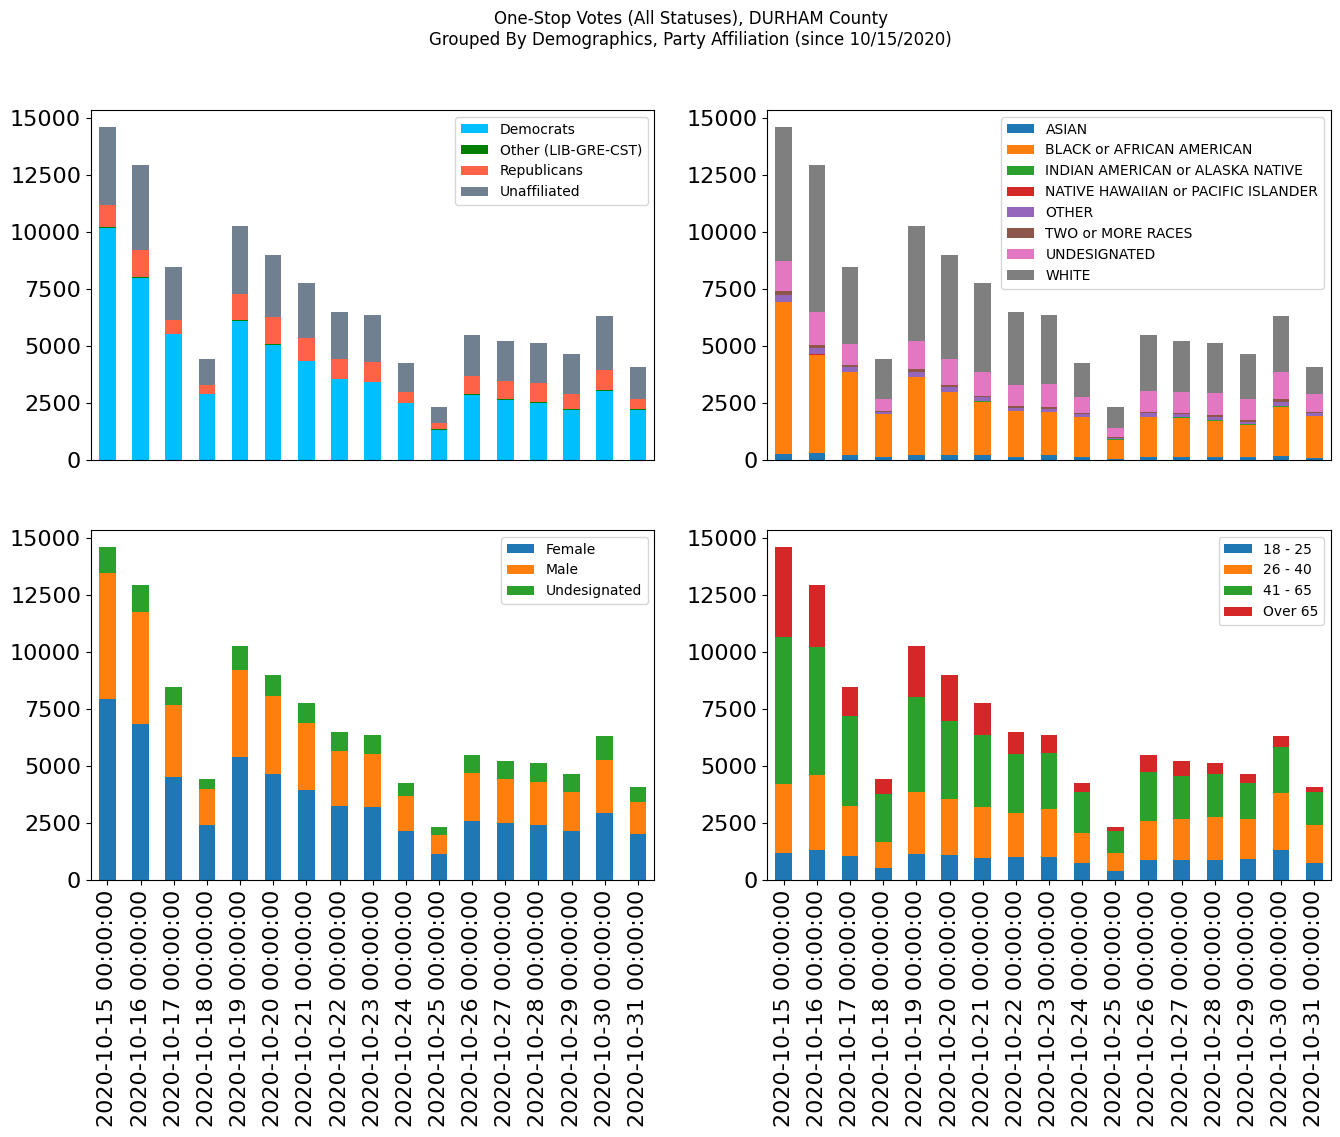 One-Stop Votes (All Statuses), DURHAM County
Grouped By Demographics, Party Affiliation (since 10/15/2020)
15000
12500
10000
7500
5000
2500
0
Democrats
Other (LIB-GRE-CST)
Republicans
Unaffiliated
15000
12500
10000
7500
5000
2500
0
ASIAN
BLACK or AFRICAN AMERICAN
INDIAN AMERICAN or ALASKA NATIVE
NATIVE HAWAIIAN or PACIFIC ISLANDER
OTHER
TWO or MORE RACES
UNDESIGNATED
WHITE
15000
12500
10000
7500
5000
2500
0
Female
Male
Undesignated
2020-10-15 00:00:00
2020-10-16 00:00:00
2020-10-17 00:00:00
2020-10-18 00:00:00
2020-10-19 00:00:00
2020-10-20 00:00:00
2020-10-21 00:00:00
2020-10-22 00:00:00
2020-10-23 00:00:00
2020-10-24 00:00:00
2020-10-25 00:00:00
2020-10-26 00:00:00
2020-10-27 00:00:00
2020-10-28 00:00:00
2020-10-29 00:00:00
2020-10-30 00:00:00
2020-10-31 00:00:00
15000
12500
10000
7500
5000
2500
0
18 - 25
26 - 40
41 - 65
Over 65
2020-10-15 00:00:00
2020-10-16 00:00:00
2020-10-17 00:00:00
2020-10-18 00:00:00
2020-10-19 00:00:00
2020-10-20 00:00:00
2020-10-21 00:00:00
2020-10-22 00:00:00
2020-10-23 00:00:00
2020-10-24 00:00:00
2020-10-25 00:00:00
2020-10-26 00:00:00
2020-10-27 00:00:00
2020-10-28 00:00:00
2020-10-29 00:00:00
2020-10-30 00:00:00
2020-10-31 00:00:00